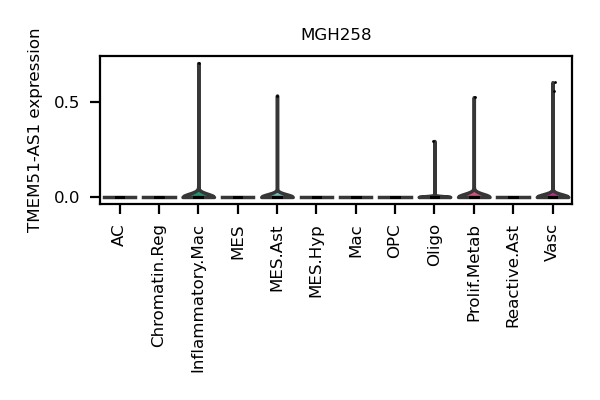 MGH258
TMEM51-AS1 expression
0.5
0.0
AC
Chromatin.Reg
Inflammatory.Mac
MES
MES.Ast
MES.Hyp
Mac
OPC
Oligo
Prolif.Metab
Reactive.Ast
Vasc